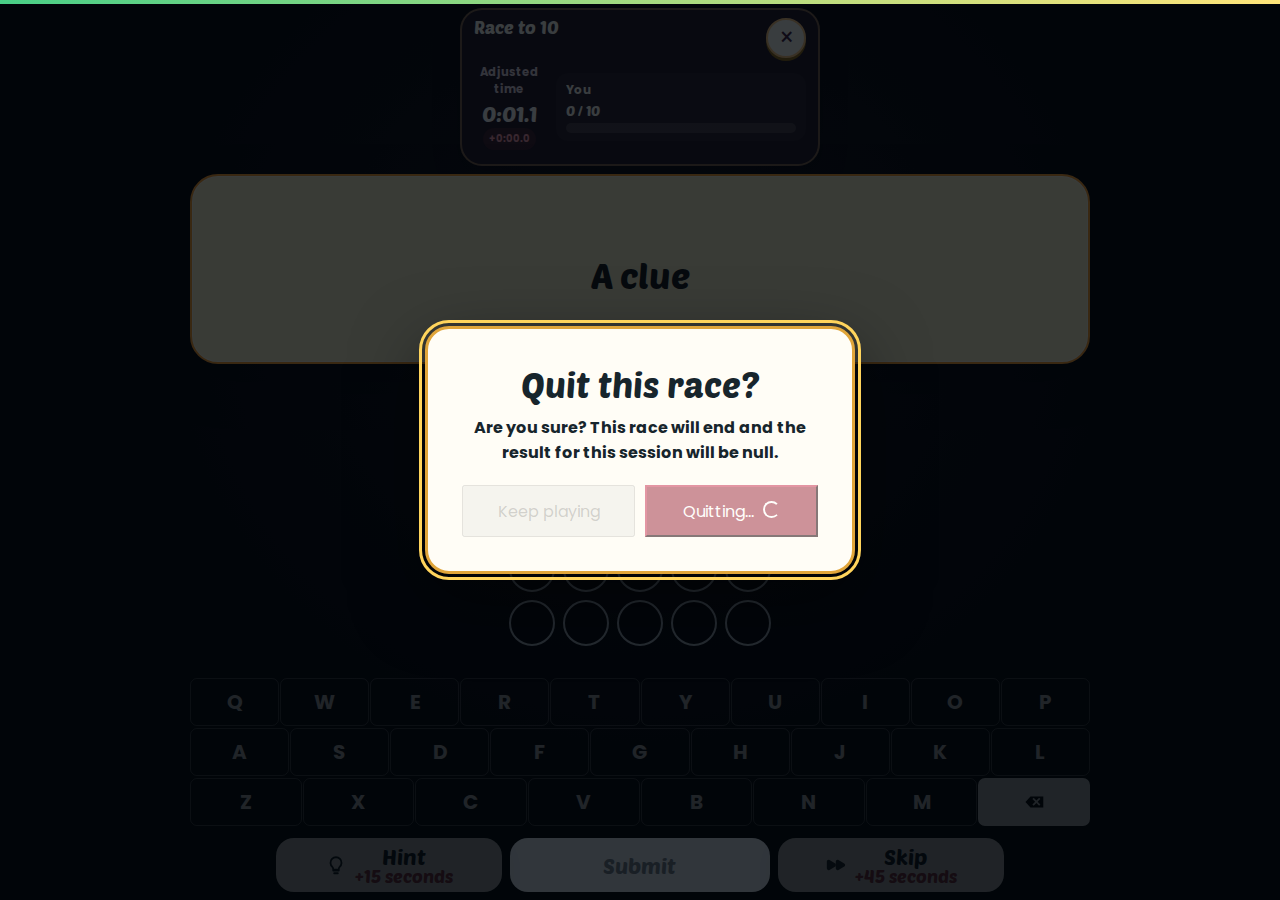 Race to 10
Adjusted
time
0:01.1
+0:00.0
You
0 / 10
A clue
Quit this race?
Are you sure? This race will end and the
result for this session will be null.
Keep playing
Quitting...
Q W E R T Y U I O P
A S D F G H J K L
Z X C V B N M
Hint
+15 seconds
Submit
Skip
+45 seconds